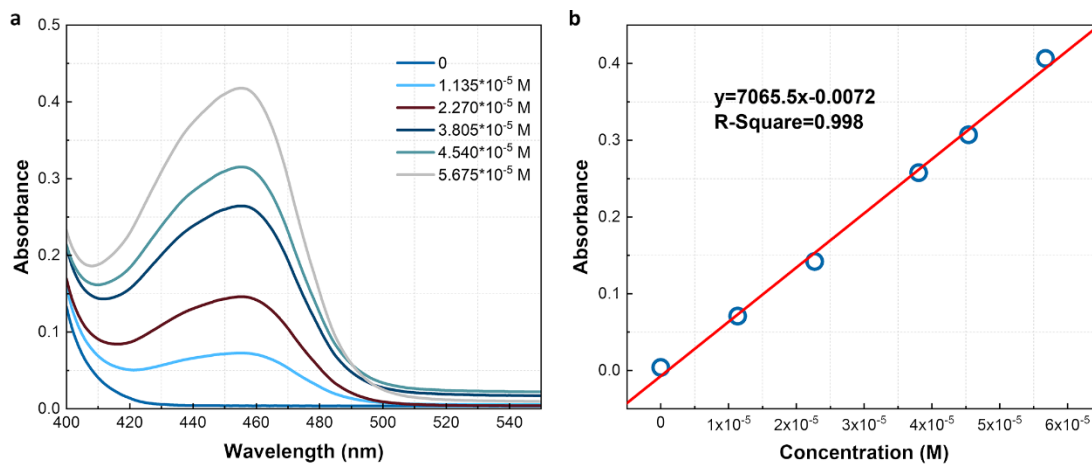 a
0.5
0.4
0.3
0.2
0.1
0.0
Absorbance
400
420
440
460
480
500
520
540
Wavelength (nm)
0
1.135*10⁻⁵ M
2.270*10⁻⁵ M
3.805*10⁻⁵ M
4.540*10⁻⁵ M
5.675*10⁻⁵ M
b
0.4
0.3
0.2
0.1
0.0
Absorbance
y=7065.5x-0.0072
R-Square=0.998
0
1x10⁻⁵
2x10⁻⁵
3x10⁻⁵
4x10⁻⁵
5x10⁻⁵
6x10⁻⁵
Concentration (M)